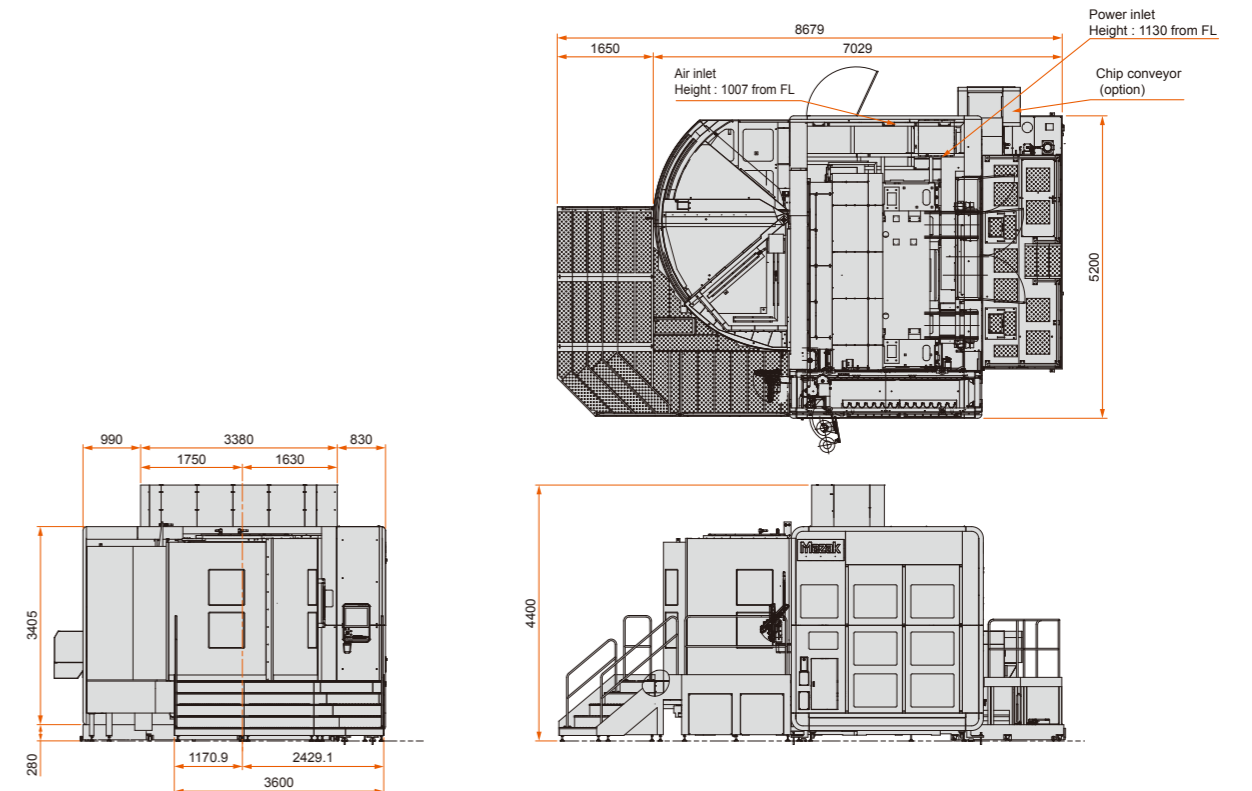 Power inlet
Height : 1130 from FL
8679
1650
7029
Air inlet
Height : 1007 from FL
Chip conveyor
(option)
5200
990
3380
830
1750
1630
3405
280
1170.9
2429.1
3600
4400
Mazak